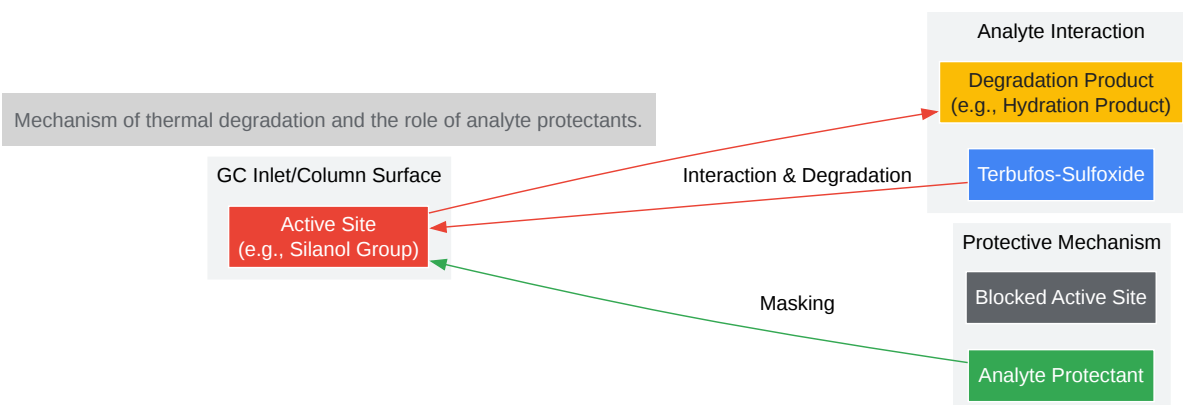 Mechanism of thermal degradation and the role of analyte protectants.
GC Inlet/Column Surface
Active Site
(e.g., Silanol Group)
Interaction & Degradation
Masking
Analyte Interaction
Degradation Product
(e.g., Hydration Product)
Terbufos-Sulfoxide
Protective Mechanism
Blocked Active Site
Analyte Protectant